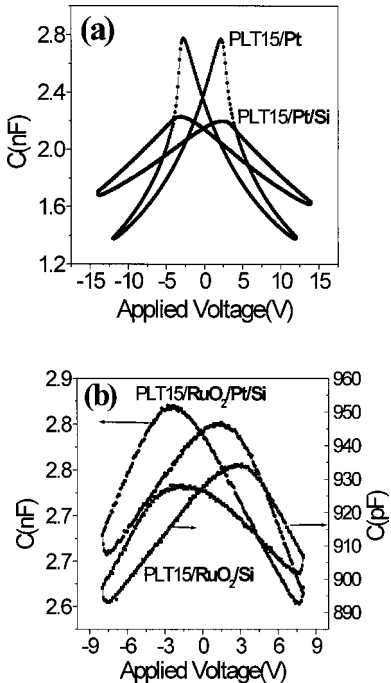 (a)
PLT15/Pt
PLT15/Pt/Si
C(nF)
2.8
2.4
2.0
1.6
1.2
-15 -10 -5 0 5 10 15
Applied Voltage(V)
(b)
PLT15/RuO₂/Pt/Si
PLT15/RuO₂/Si
C(nF)
2.9
2.8
2.8
2.7
2.7
2.6
C(pF)
960
950
940
930
920
910
900
890
-9 -6 -3 0 3 6 9
Applied Voltage(V)